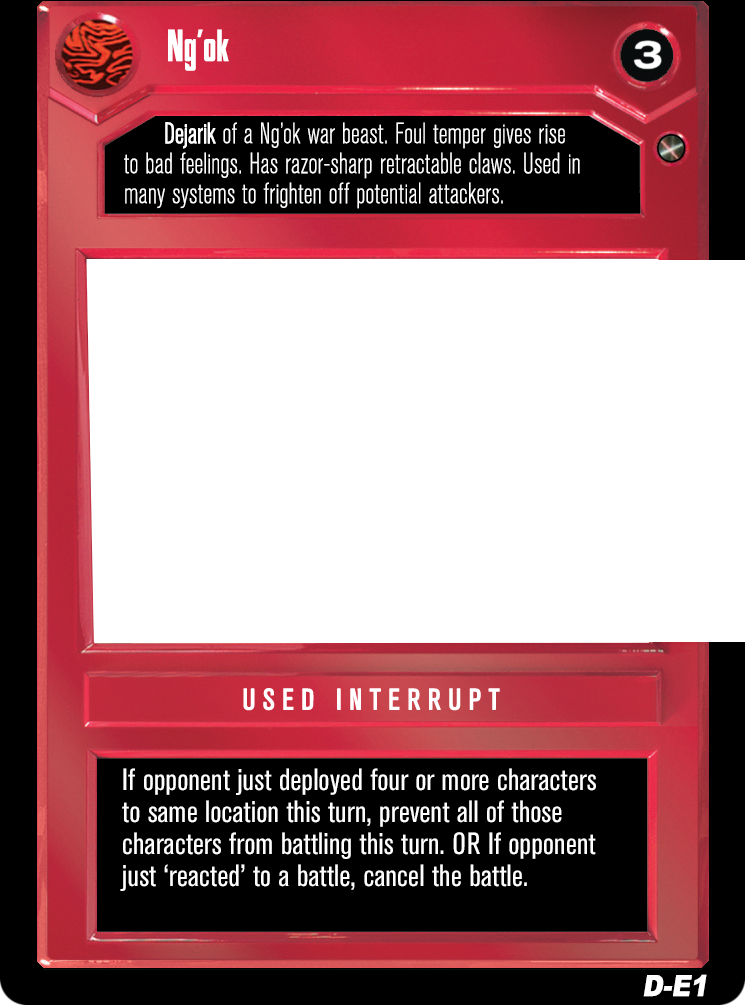 Ng'ok
3
Dejarik of a Ng'ok war beast. Foul temper gives rise
to bad feelings. Has razor-sharp retractable claws. Used in
many systems to frighten off potential attackers.
USED INTERRUPT
If opponent just deployed four or more characters
to same location this turn, prevent all of those
characters from battling this turn. OR If opponent
just ‘reacted’ to a battle, cancel the battle.
D-E1